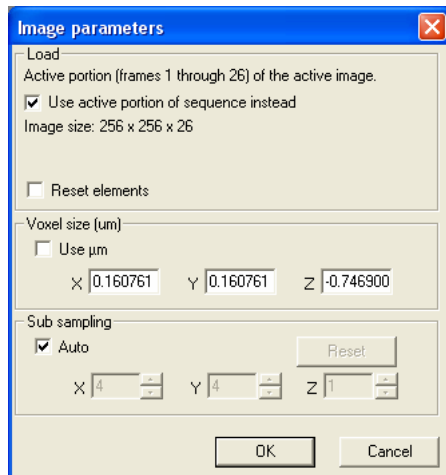 Image parameters
Load
Active portion (frames 1 through 26) of the active image.
Use active portion of sequence instead
Image size: 256 x 256 x 26
Reset elements
Voxel size (um)
Use µm
X 0.160761 Y 0.160761 Z -0.746900
Sub sampling
Auto Reset
X 4 Y 4 Z 1
OK Cancel